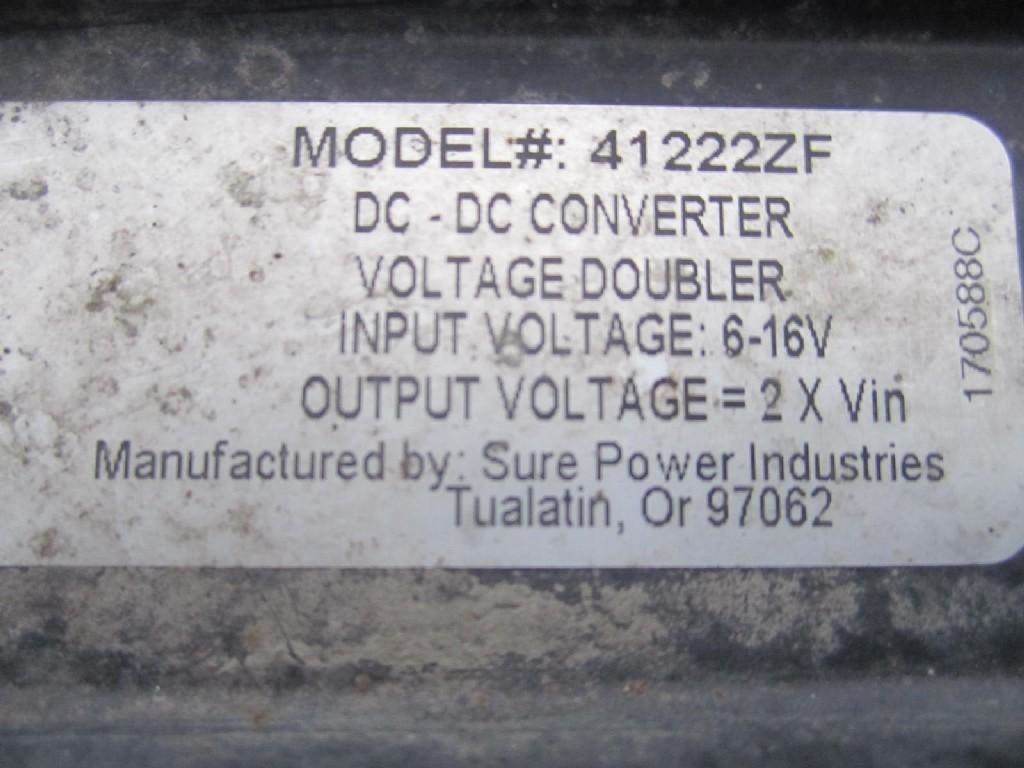 MODEL#: 41222ZF
DC - DC CONVERTER
VOLTAGE DOUBLER
INPUT VOLTAGE: 6-16V
OUTPUT VOLTAGE = 2 X Vin
Manufactured by: Sure Power Industries
Tualatin, Or 97062
170588C